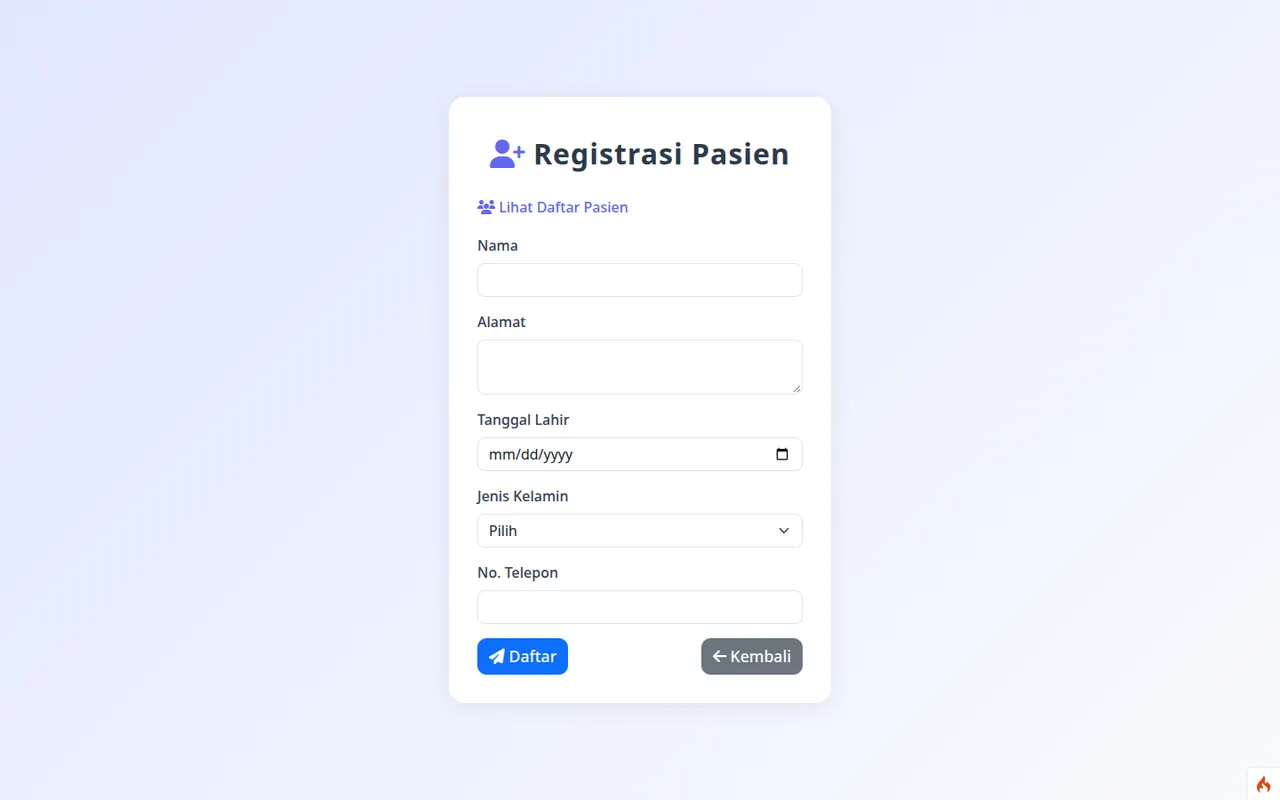 Registrasi Pasien
Lihat Daftar Pasien
Nama
Alamat
Tanggal Lahir
mm/dd/yyyy
Jenis Kelamin
Pilih
No. Telepon
Daftar
Kembali